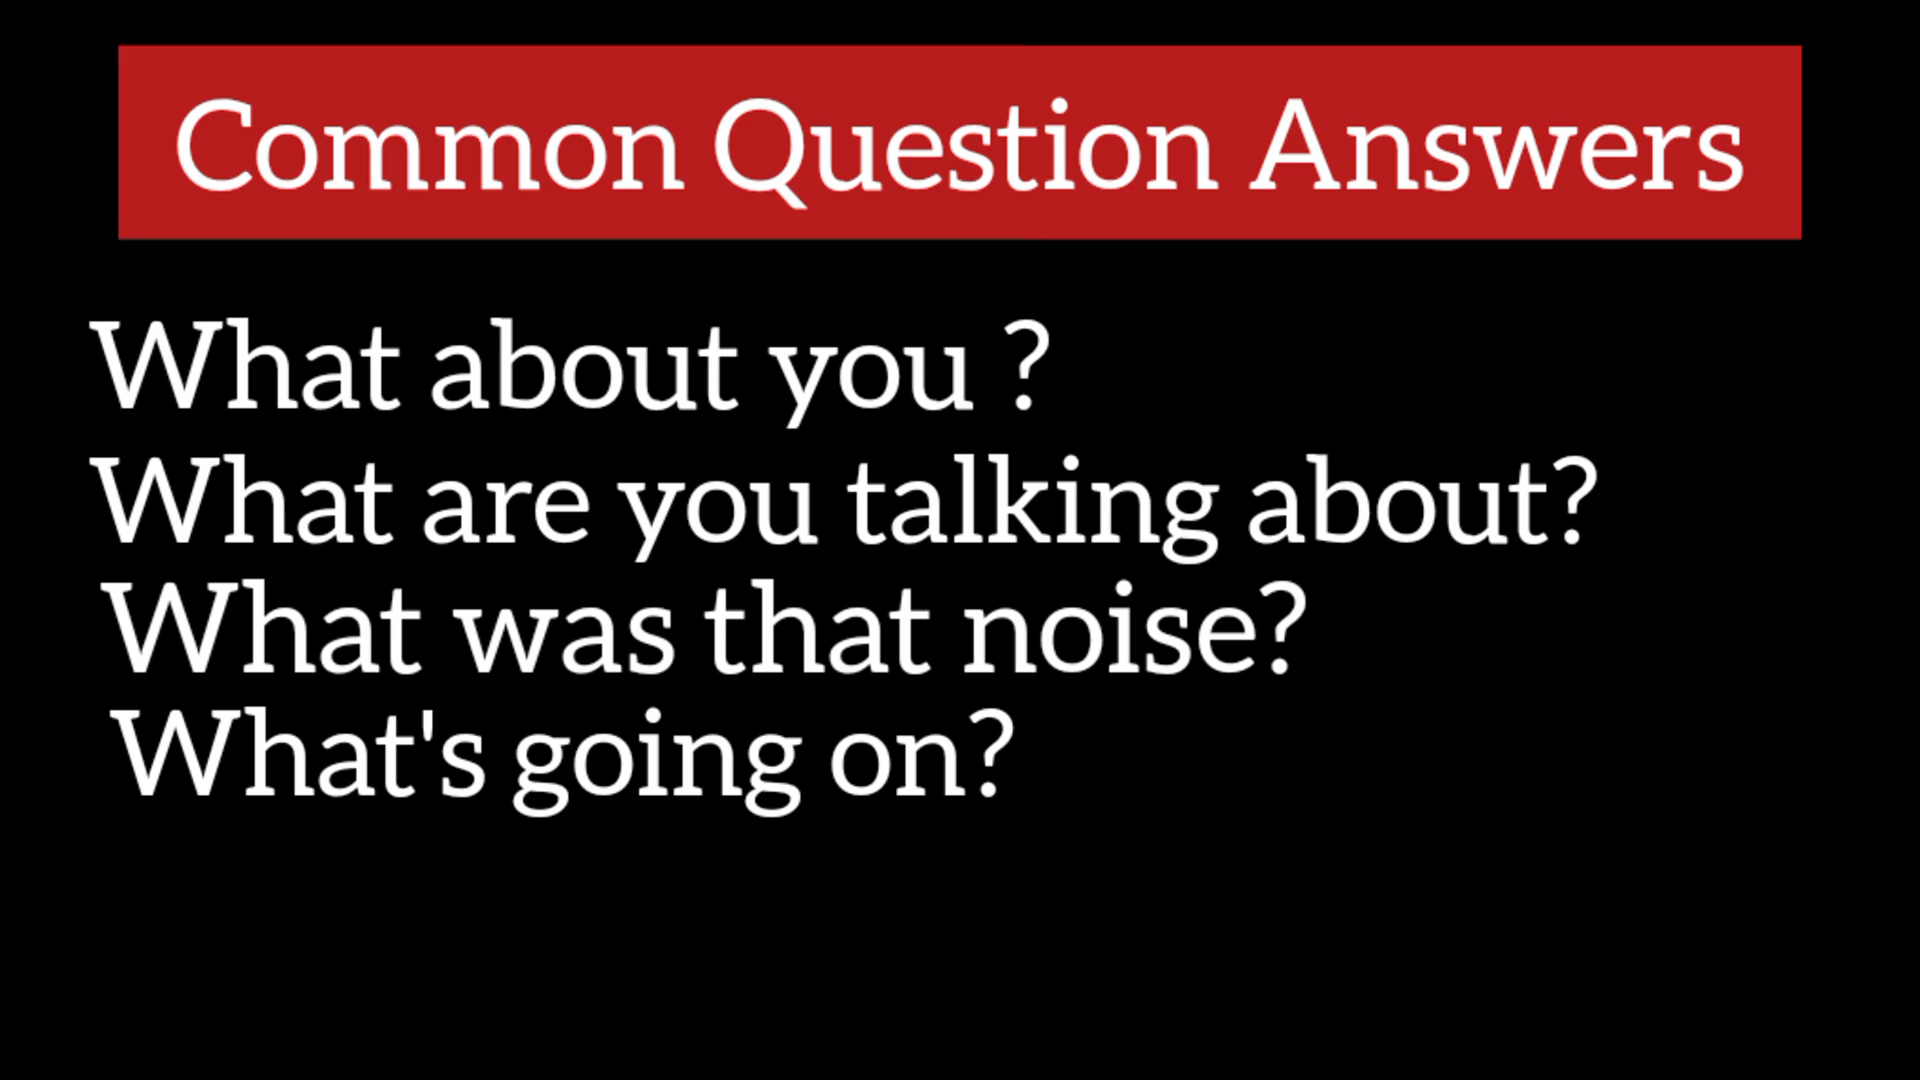 Common Question Answers
What about you ?
What are you talking about?
What was that noise?
What's going on?